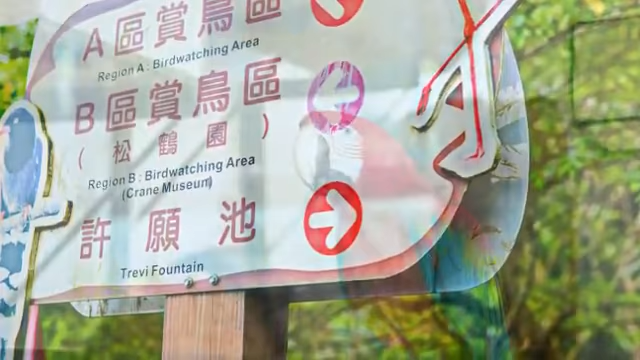 A區賞鳥區
Region A : Birdwatching Area
B區賞鳥區
(松鶴園)
Region B : Birdwatching Area
(Crane Museum)
許願池
Trevi Fountain